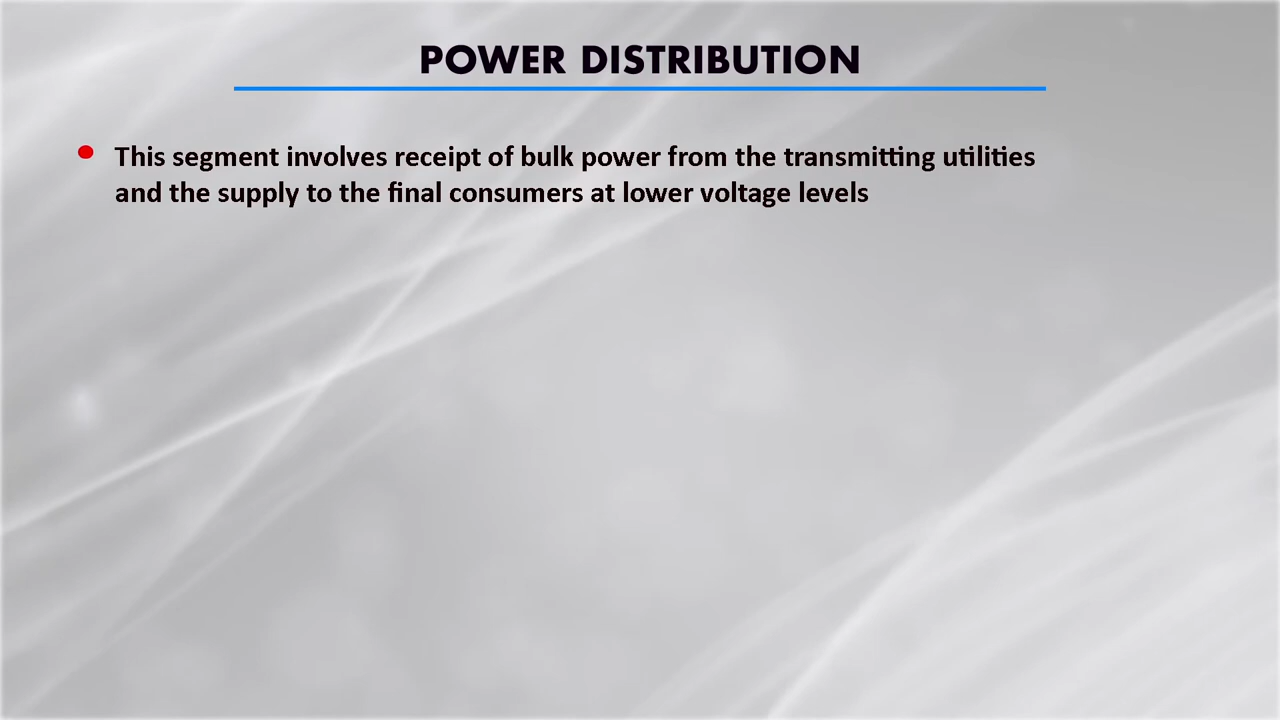 POWER DISTRIBUTION
This segment involves receipt of bulk power from the transmitting utilities
and the supply to the final consumers at lower voltage levels